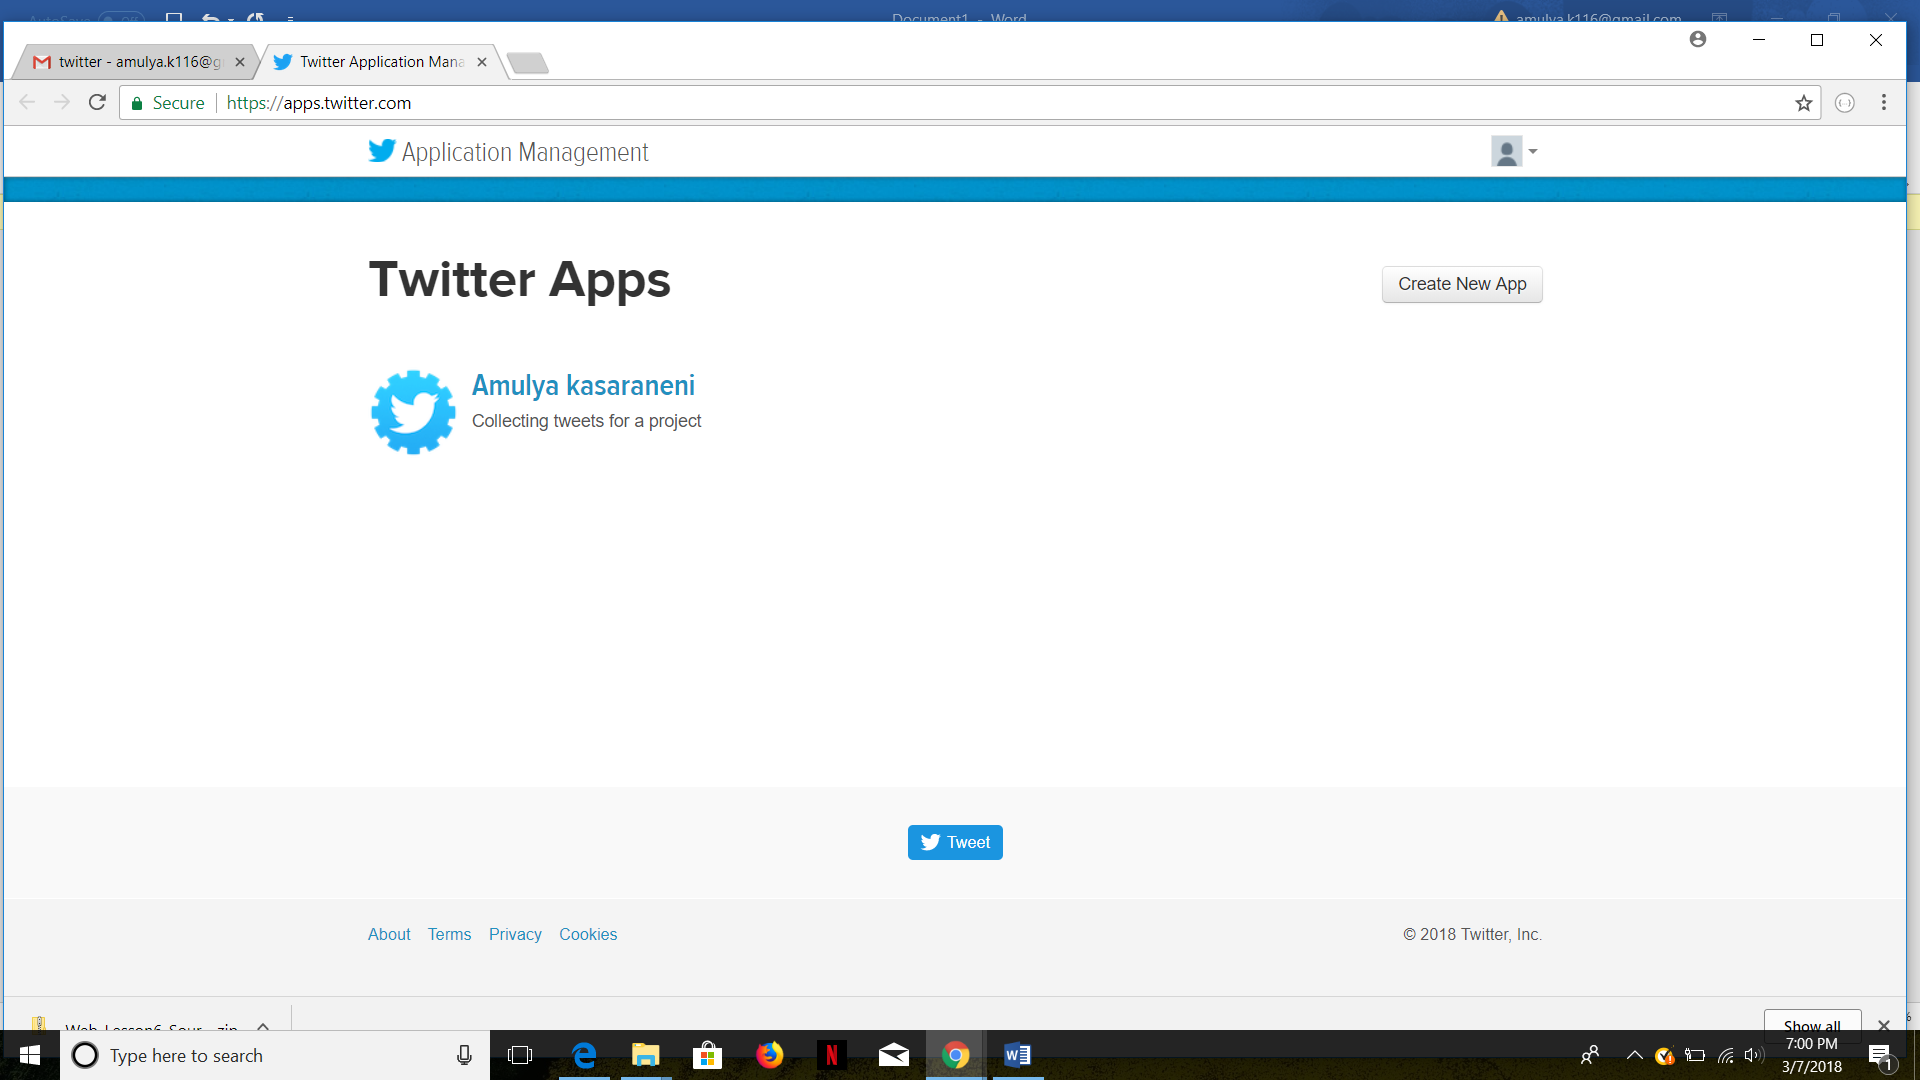 Document1 - Word
amulya.k116@gmail.com
twitter - amulya.k116@g
Twitter Application Mana
Secure
https://apps.twitter.com
Application Management
Twitter Apps
Create New App
Amulya kasaraneni
Collecting tweets for a project
Tweet
About Terms Privacy Cookies
© 2018 Twitter, Inc.
Web_Lesson6_Sour....zip
Show all
Type here to search
7:00 PM
3/7/2018
1